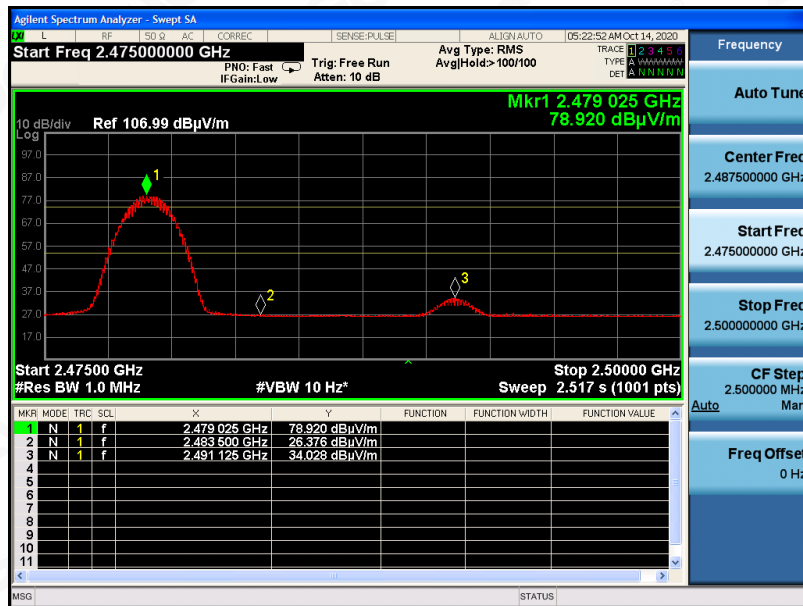 Agilent Spectrum Analyzer - Swept SA
LXI L RF 50 Ω AC CORREC SENSE:PULSE ALIGN AUTO 05:22:52 AM Oct 14, 2020
Start Freq 2.475000000 GHz
PNO: Fast
IFGain:Low
Trig: Free Run
Atten: 10 dB
Avg Type: RMS
Avg|Hold:>100/100
TRACE 1 2 3 4 5 6
TYPE A WWWWW
DET A N N N N N
Mkr1 2.479 025 GHz
78.920 dBµV/m
10 dB/div Ref 106.99 dBµV/m
Log
97.0
87.0
77.0
67.0
57.0
47.0
37.0
27.0
17.0
1
2
3
Start 2.47500 GHz Stop 2.50000 GHz
#Res BW 1.0 MHz #VBW 10 Hz* Sweep 2.517 s (1001 pts)
MKR MODE TRC SCL X Y FUNCTION FUNCTION WIDTH FUNCTION VALUE
1 N 1 f 2.479 025 GHz 78.920 dBµV/m
2 N 1 f 2.483 500 GHz 26.376 dBµV/m
3 N 1 f 2.491 125 GHz 34.028 dBµV/m
4
5
6
7
8
9
10
11
MSG STATUS
Frequency
Auto Tune
Center Freq
2.487500000 GHz
Start Freq
2.475000000 GHz
Stop Freq
2.500000000 GHz
CF Step
2.500000 MHz
Auto Man
Freq Offset
0 Hz